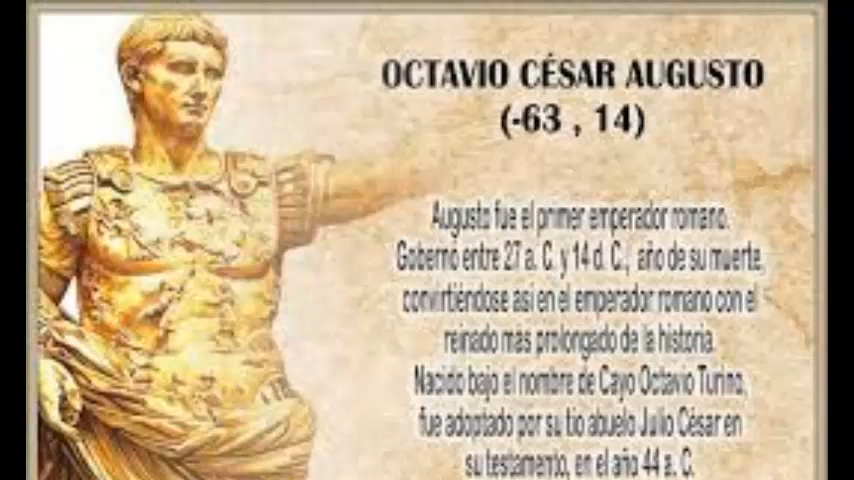 OCTAVIO CÉSAR AUGUSTO
(-63 , 14)
Augusto fue el primer emperador romano.
Gobernó entre 27 a. C. y 14 d. C., año de su muerte,
convirtiéndose así en el emperador romano con el
reinado más prolongado de la historia.
Nacido bajo el nombre de Cayo Octavio Turino,
fue adoptado por su tío abuelo Julio César en
su testamento, en el año 44 a. C.